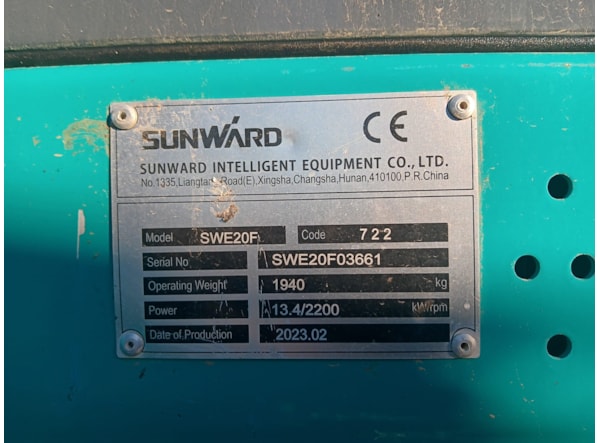 SUNWARD CE
SUNWARD INTELLIGENT EQUIPMENT CO., LTD.
No.1335,Liangtang Road(E),Xingsha,Changsha,Hunan,410100,P.R.China
Model SWE20F Code 722
Serial No SWE20F03661
Operating Weight 1940 kg
Power 13.4/2200 kW/rpm
Date of Production 2023.02